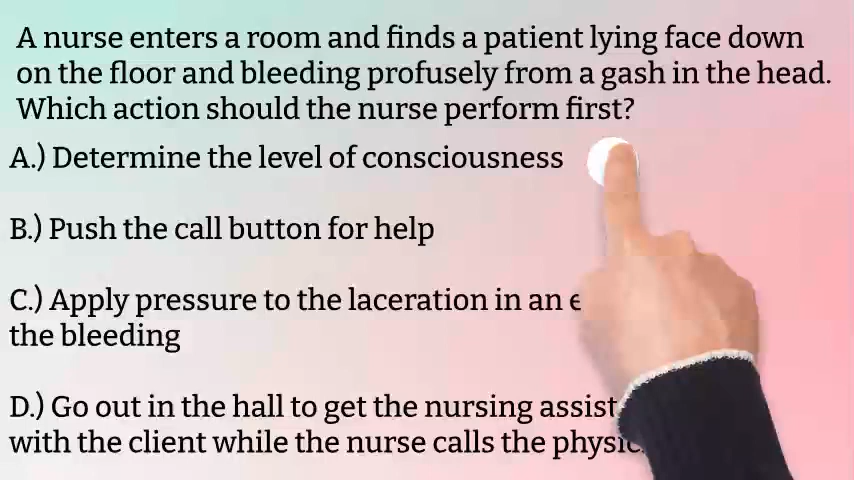 A nurse enters a room and finds a patient lying face down
on the floor and bleeding profusely from a gash in the head.
Which action should the nurse perform first?
A.) Determine the level of consciousness
B.) Push the call button for help
C.) Apply pressure to the laceration in an
the bleeding
D.) Go out in the hall to get the nursing
with the client while the nurse calls the